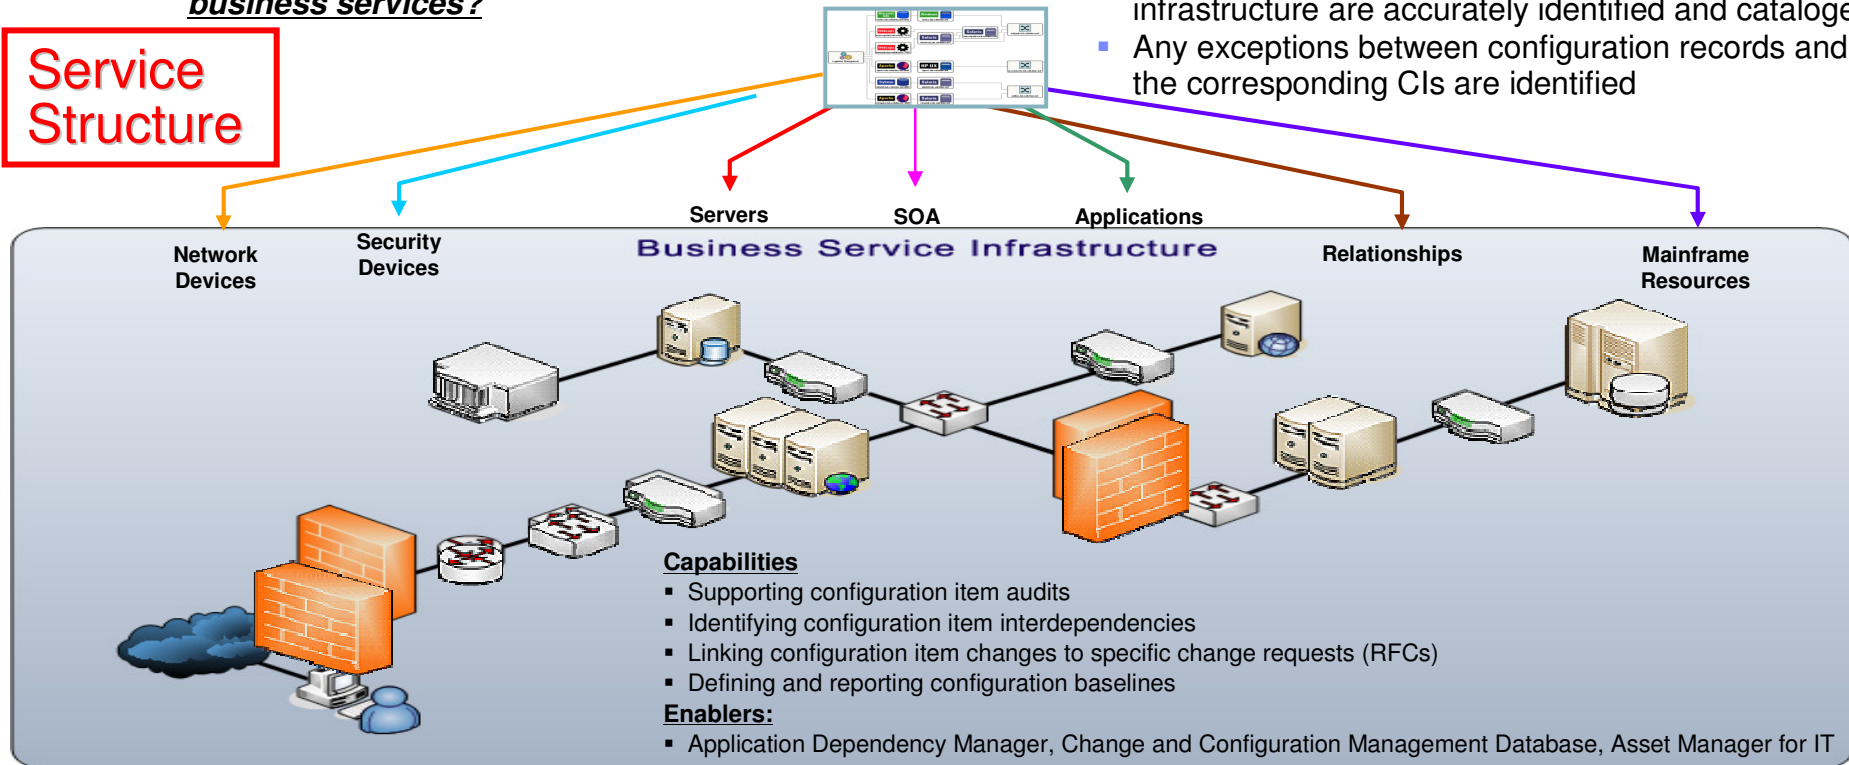 business services?
infrastructure are accurately identified and cataloge
Any exceptions between configuration records and
the corresponding CIs are identified
Service
Structure
Servers
SOA
Applications
Network
Devices
Security
Devices
Business Service Infrastructure
Relationships
Mainframe
Resources
Capabilities
▪ Supporting configuration item audits
▪ Identifying configuration item interdependencies
▪ Linking configuration item changes to specific change requests (RFCs)
▪ Defining and reporting configuration baselines
Enablers:
▪ Application Dependency Manager, Change and Configuration Management Database, Asset Manager for IT